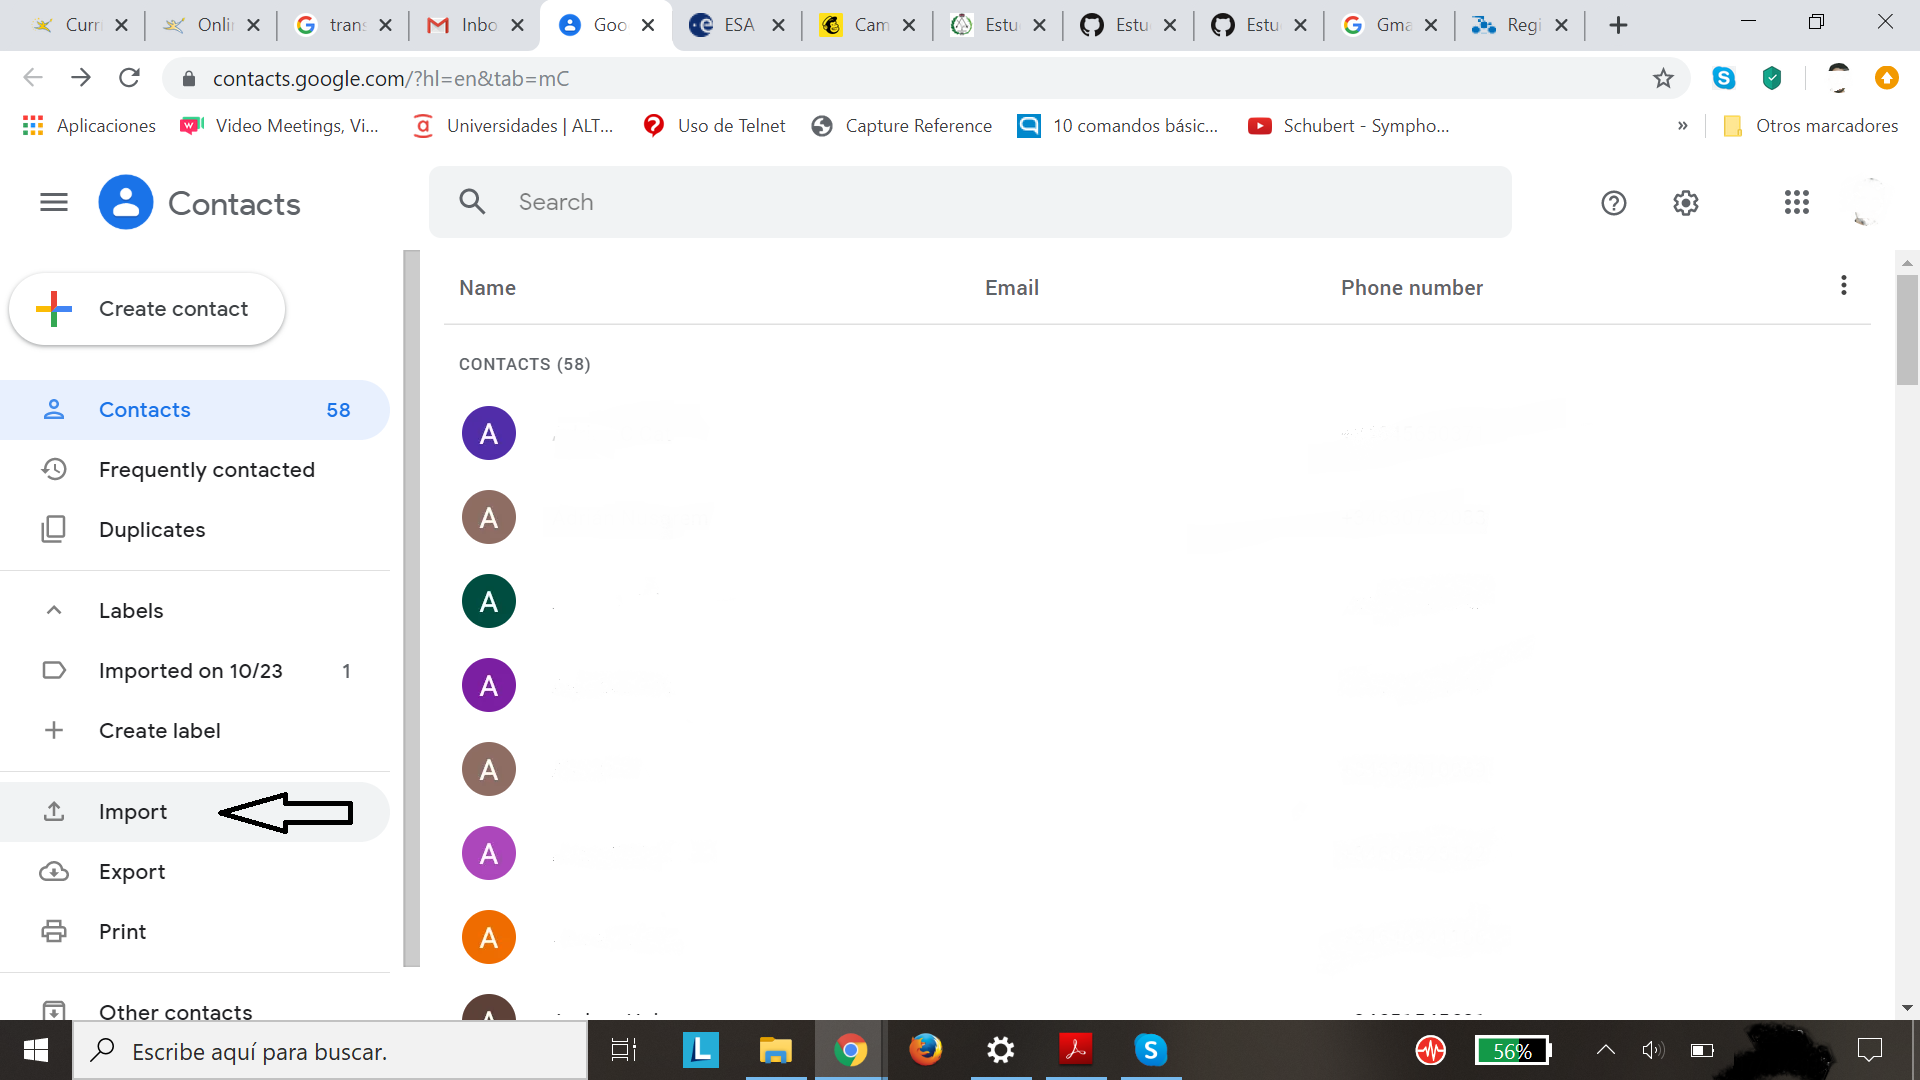 Curr
Onli
trans
Inbo
Goo
ESA
Cam
Estu
Estu
Estu
Gma
Regi
contacts.google.com/?hl=en&tab=mC
Aplicaciones
Video Meetings, Vi...
Universidades | ALT...
Uso de Telnet
Capture Reference
10 comandos básic...
Schubert - Sympho...
»
Otros marcadores
Contacts
Search
Create contact
Name
Email
Phone number
CONTACTS (58)
Contacts 58
Frequently contacted
Duplicates
Labels
Imported on 10/23 1
Create label
Import
Export
Print
Other contacts
A
A
A
A
A
A
A
A
Escribe aquí para buscar.
L
56%